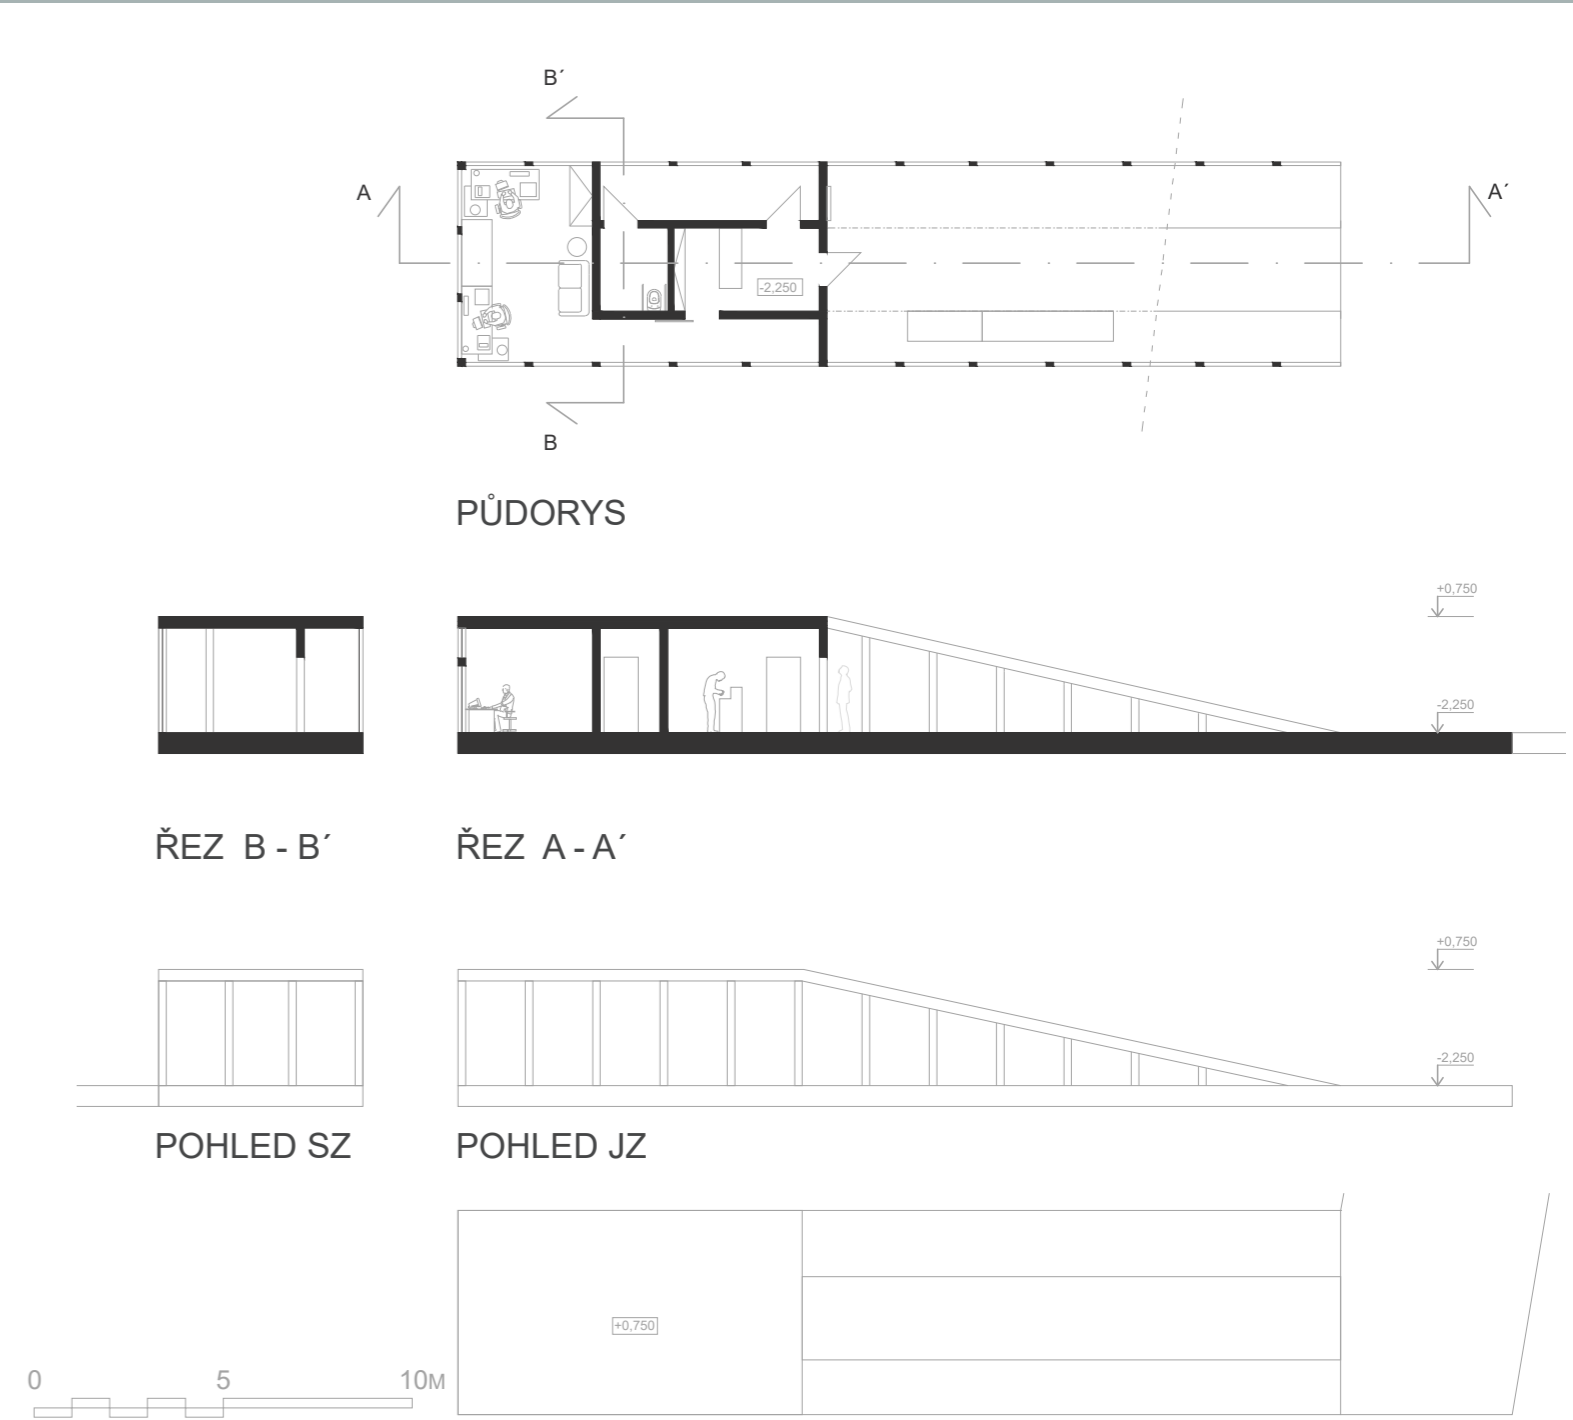 B´
A
A´
-2,250
B
PŮDORYS
+0,750
-2,250
ŘEZ B - B´
ŘEZ A - A´
+0,750
-2,250
POHLED SZ
POHLED JZ
+0,750
0 5 10M